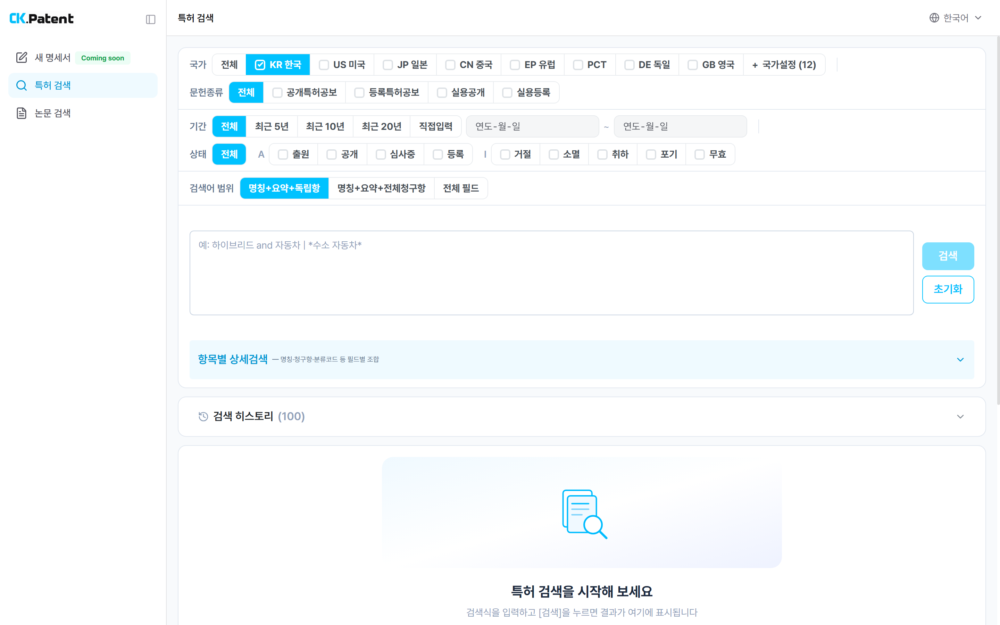 CK.Patent
새 명세서 Coming soon
특허 검색
논문 검색
특허 검색
한국어
국가 전체 KR 한국 US 미국 JP 일본 CN 중국 EP 유럽 PCT DE 독일 GB 영국 + 국가설정 (12)
문헌종류 전체 공개특허공보 등록특허공보 실용공개 실용등록
기간 전체 최근 5년 최근 10년 최근 20년 직접입력 연도-월-일 ~ 연도-월-일
상태 전체 A 출원 공개 심사중 등록 I 거절 소멸 취하 포기 무효
검색어 범위 명칭+요약+독립항 명칭+요약+전체청구항 전체 필드
예: 하이브리드 and 자동차 | *수소 자동차*
검색
초기화
항목별 상세검색 — 명칭·청구항·분류코드 등 필드별 조합
검색 히스토리 (100)
특허 검색을 시작해 보세요
검색식을 입력하고 [검색]을 누르면 결과가 여기에 표시됩니다